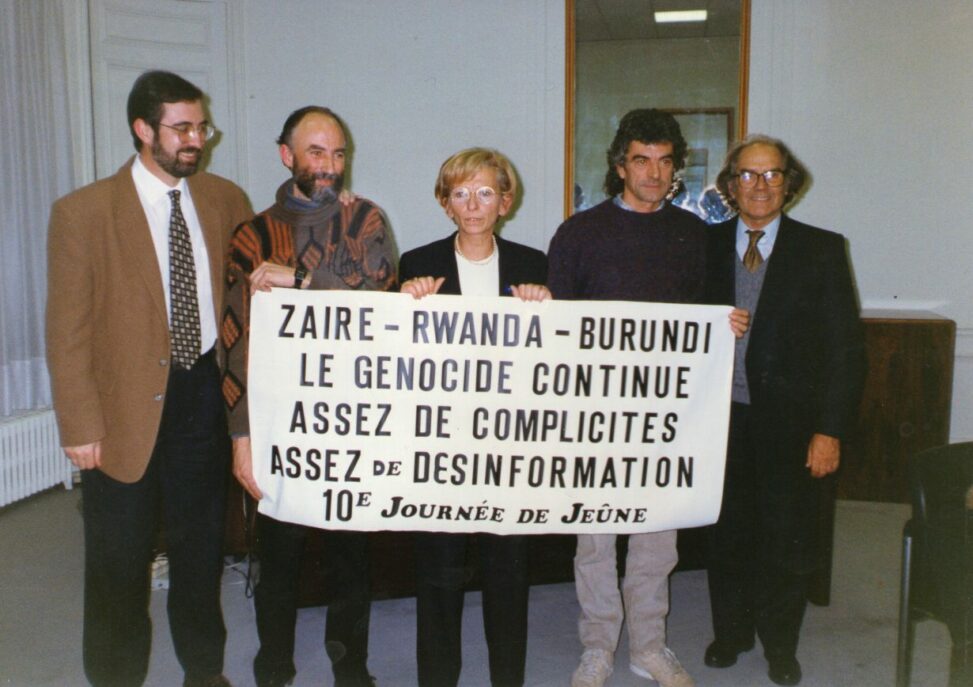 ZAIRE - RWANDA - BURUNDI
LE GENOCIDE CONTINUE
ASSEZ DE COMPLICITES
ASSEZ DE DESINFORMATION
10E JOURNÉE DE JEÛNE